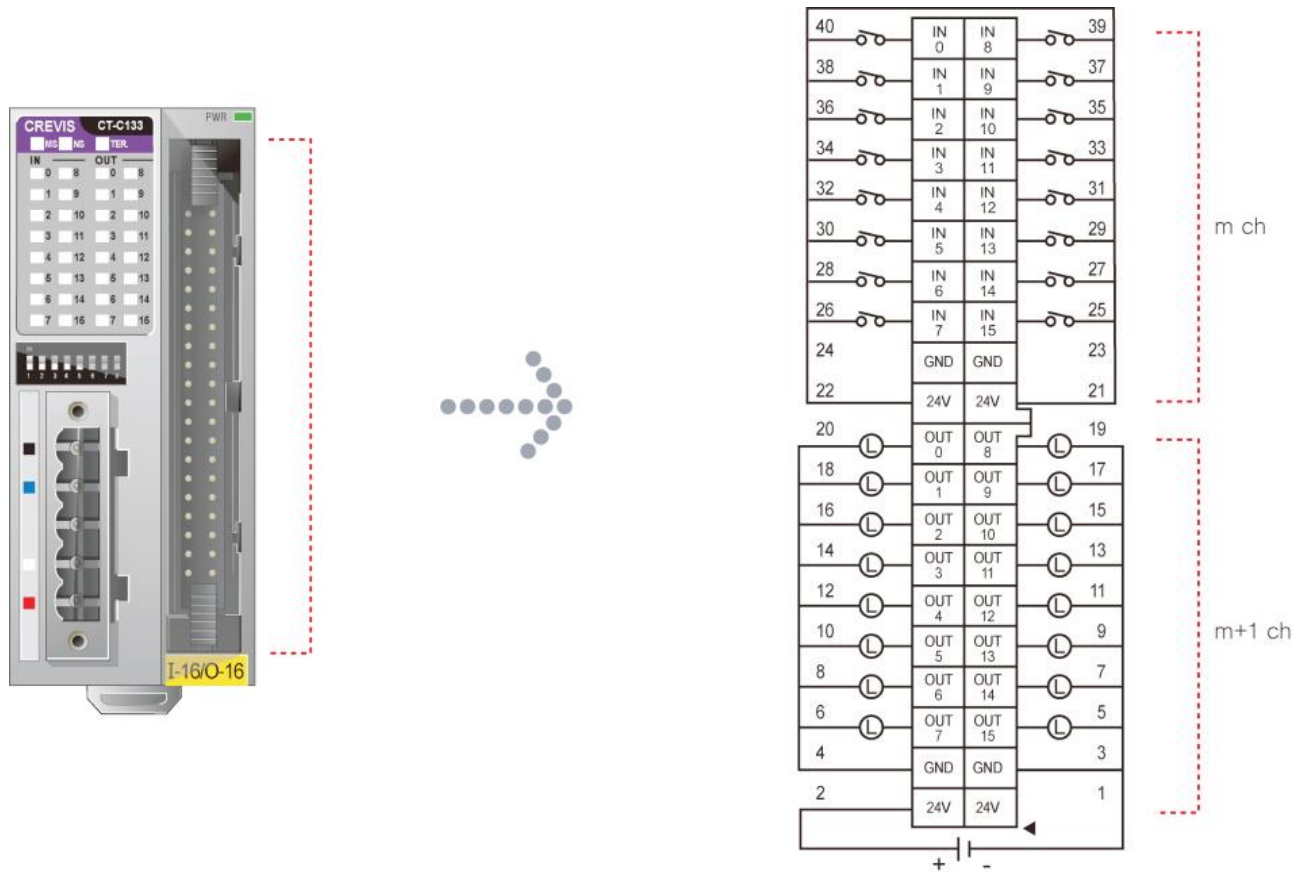 PWR
CREVIS CT-C133
MS NS TER.
IN OUT
0 8 0 8
1 9 1 9
2 10 2 10
3 11 3 11
4 12 4 12
5 13 5 13
6 14 6 14
7 15 7 15
1 2 3 4 5 6 7 8
I-16/O-16
40 IN 0 IN 8 39
38 IN 1 IN 9 37
36 IN 2 IN 10 35
34 IN 3 IN 11 33
32 IN 4 IN 12 31
30 IN 5 IN 13 29
28 IN 6 IN 14 27
26 IN 7 IN 15 25
24 GND GND 23
22 24V 24V 21
m ch
20 L OUT 0 OUT 8 L 19
18 L OUT 1 OUT 9 L 17
16 L OUT 2 OUT 10 L 15
14 L OUT 3 OUT 11 L 13
12 L OUT 4 OUT 12 L 11
10 L OUT 5 OUT 13 L 9
8 L OUT 6 OUT 14 L 7
6 L OUT 7 OUT 15 L 5
4 GND GND 3
2 24V 24V 1
m+1 ch
+ -